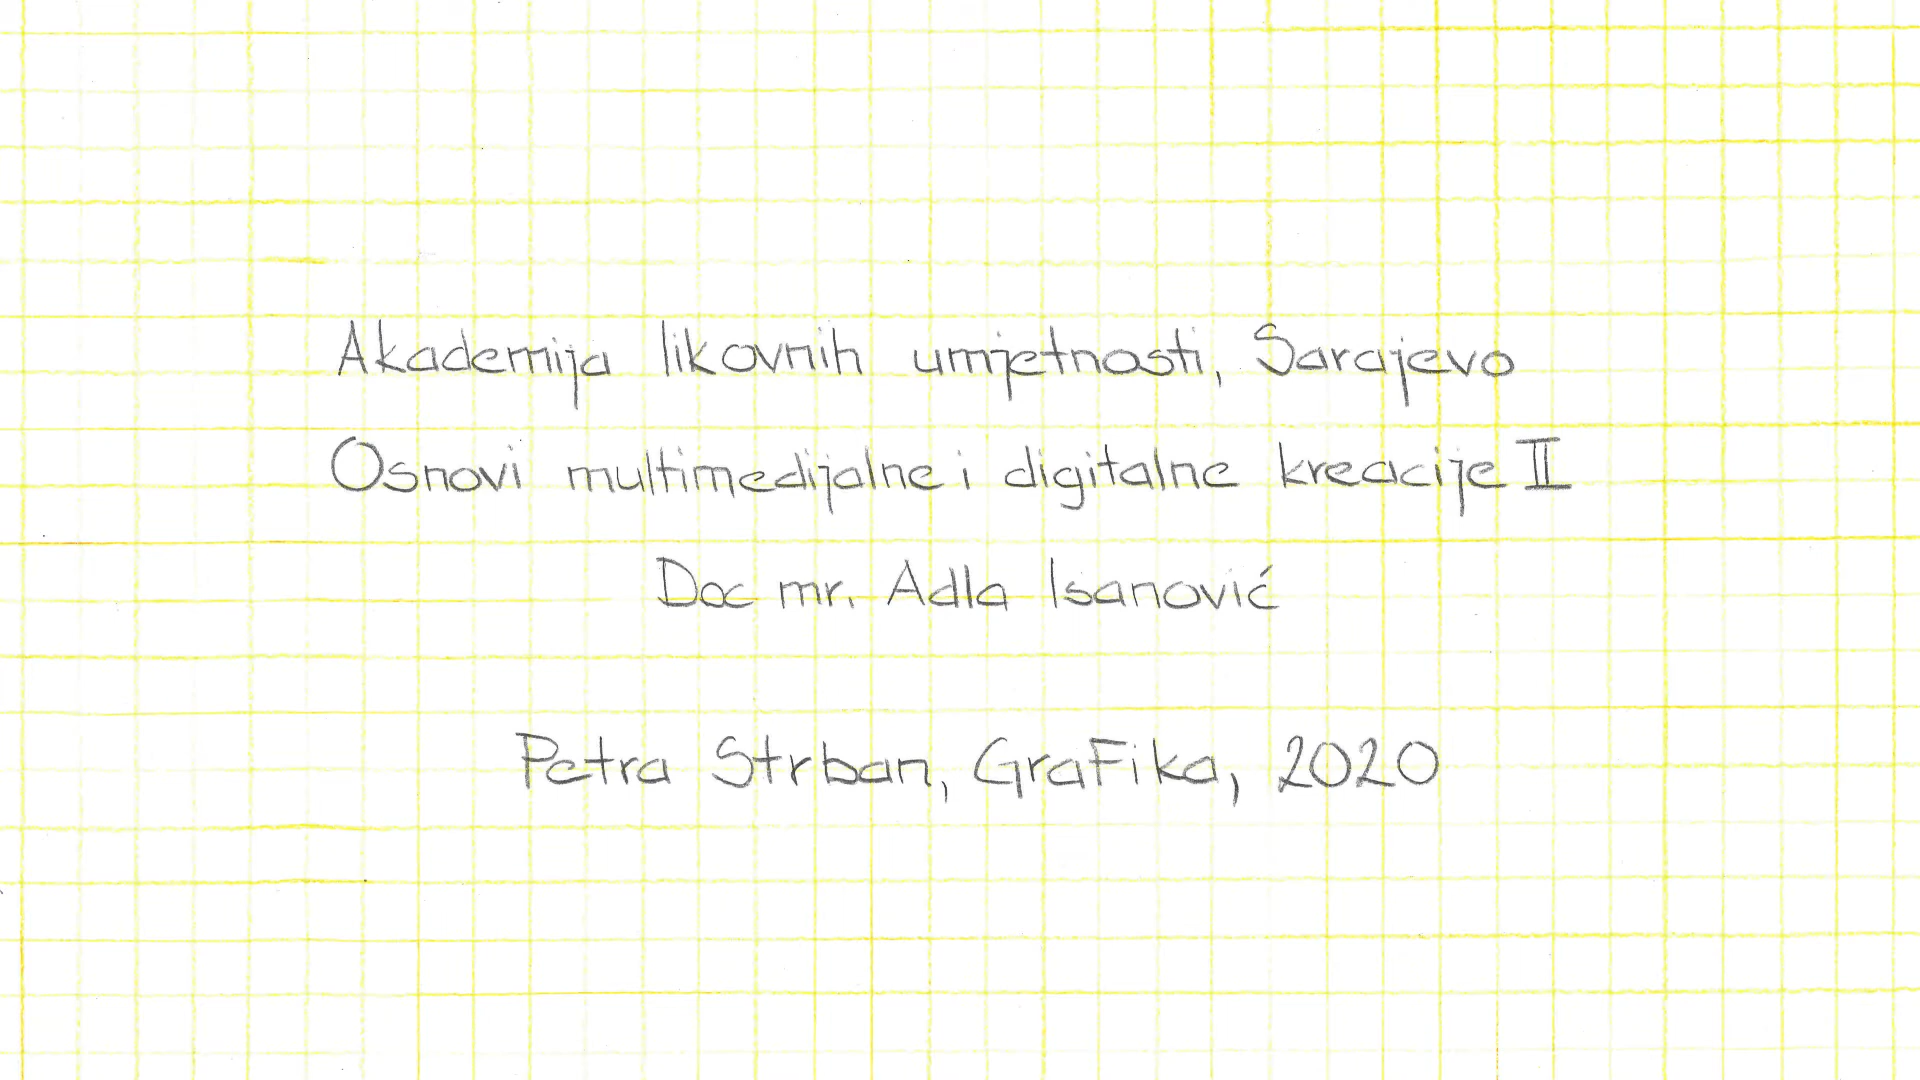 Akademija likovnih umjetnosti, Sarajevo
Osnovi multimedijalne i digitalne kreacije II
Doc mr. Adla Isanović
Petra Strban, GraFika, 2020